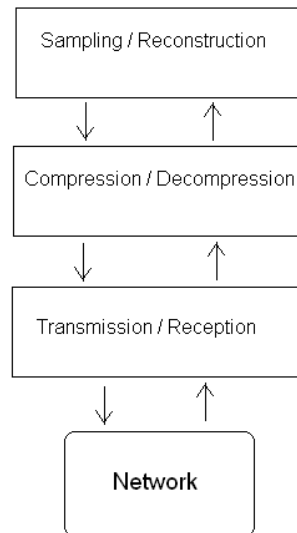 Sampling / Reconstruction
Compression / Decompression
Transmission / Reception
Network